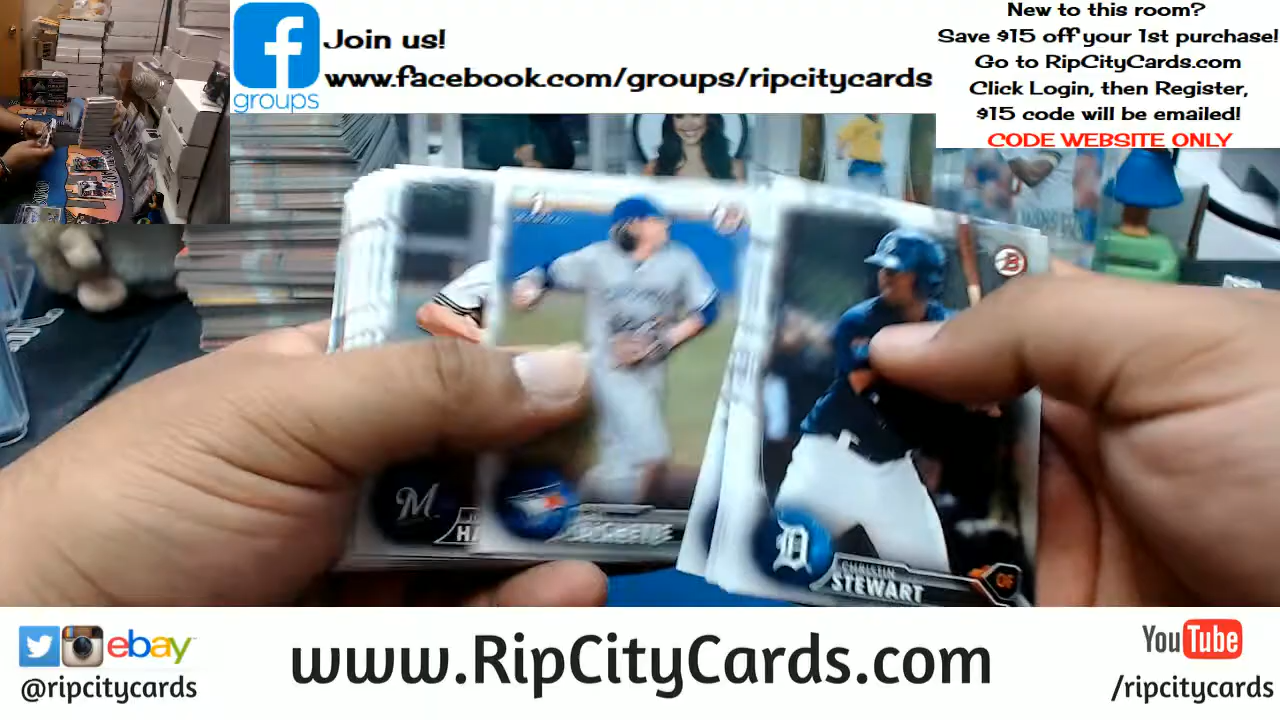 Join us!
www.facebook.com/groups/ripcitycards
groups
New to this room?
Save $15 off your 1st purchase!
Go to RipCityCards.com
Click Login, then Register,
$15 code will be emailed!
CODE WEBSITE ONLY
B
M
HA
D
CHRISTIN
STEWART
OF
ebay
@ripcitycards
www.RipCityCards.com
YouTube
/ripcitycards